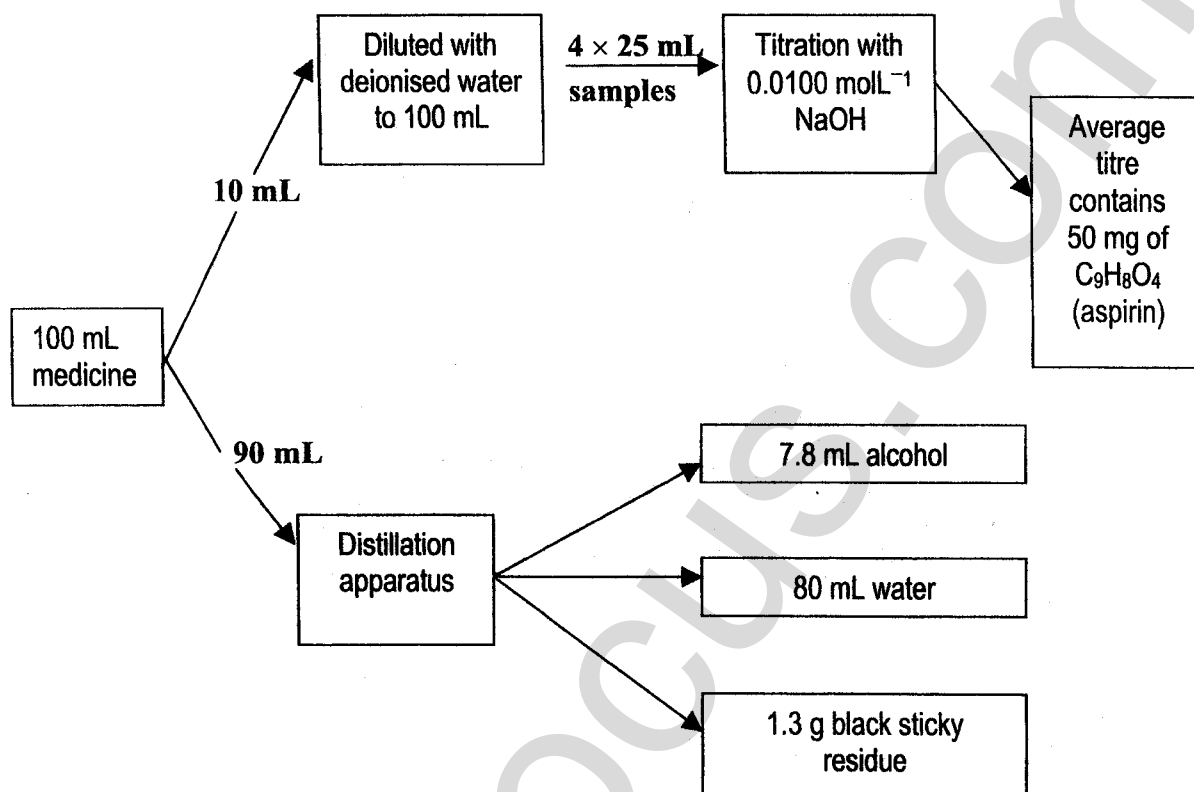 Diluted with
deionised water
to 100 mL
4 × 25 mL
samples
Titration with
0.0100 molL⁻¹
NaOH
Average
titre
contains
50 mg of
C₉H₈O₄
(aspirin)
10 mL
100 mL
medicine
90 mL
Distillation
apparatus
7.8 mL alcohol
80 mL water
1.3 g black sticky
residue
ocus.com